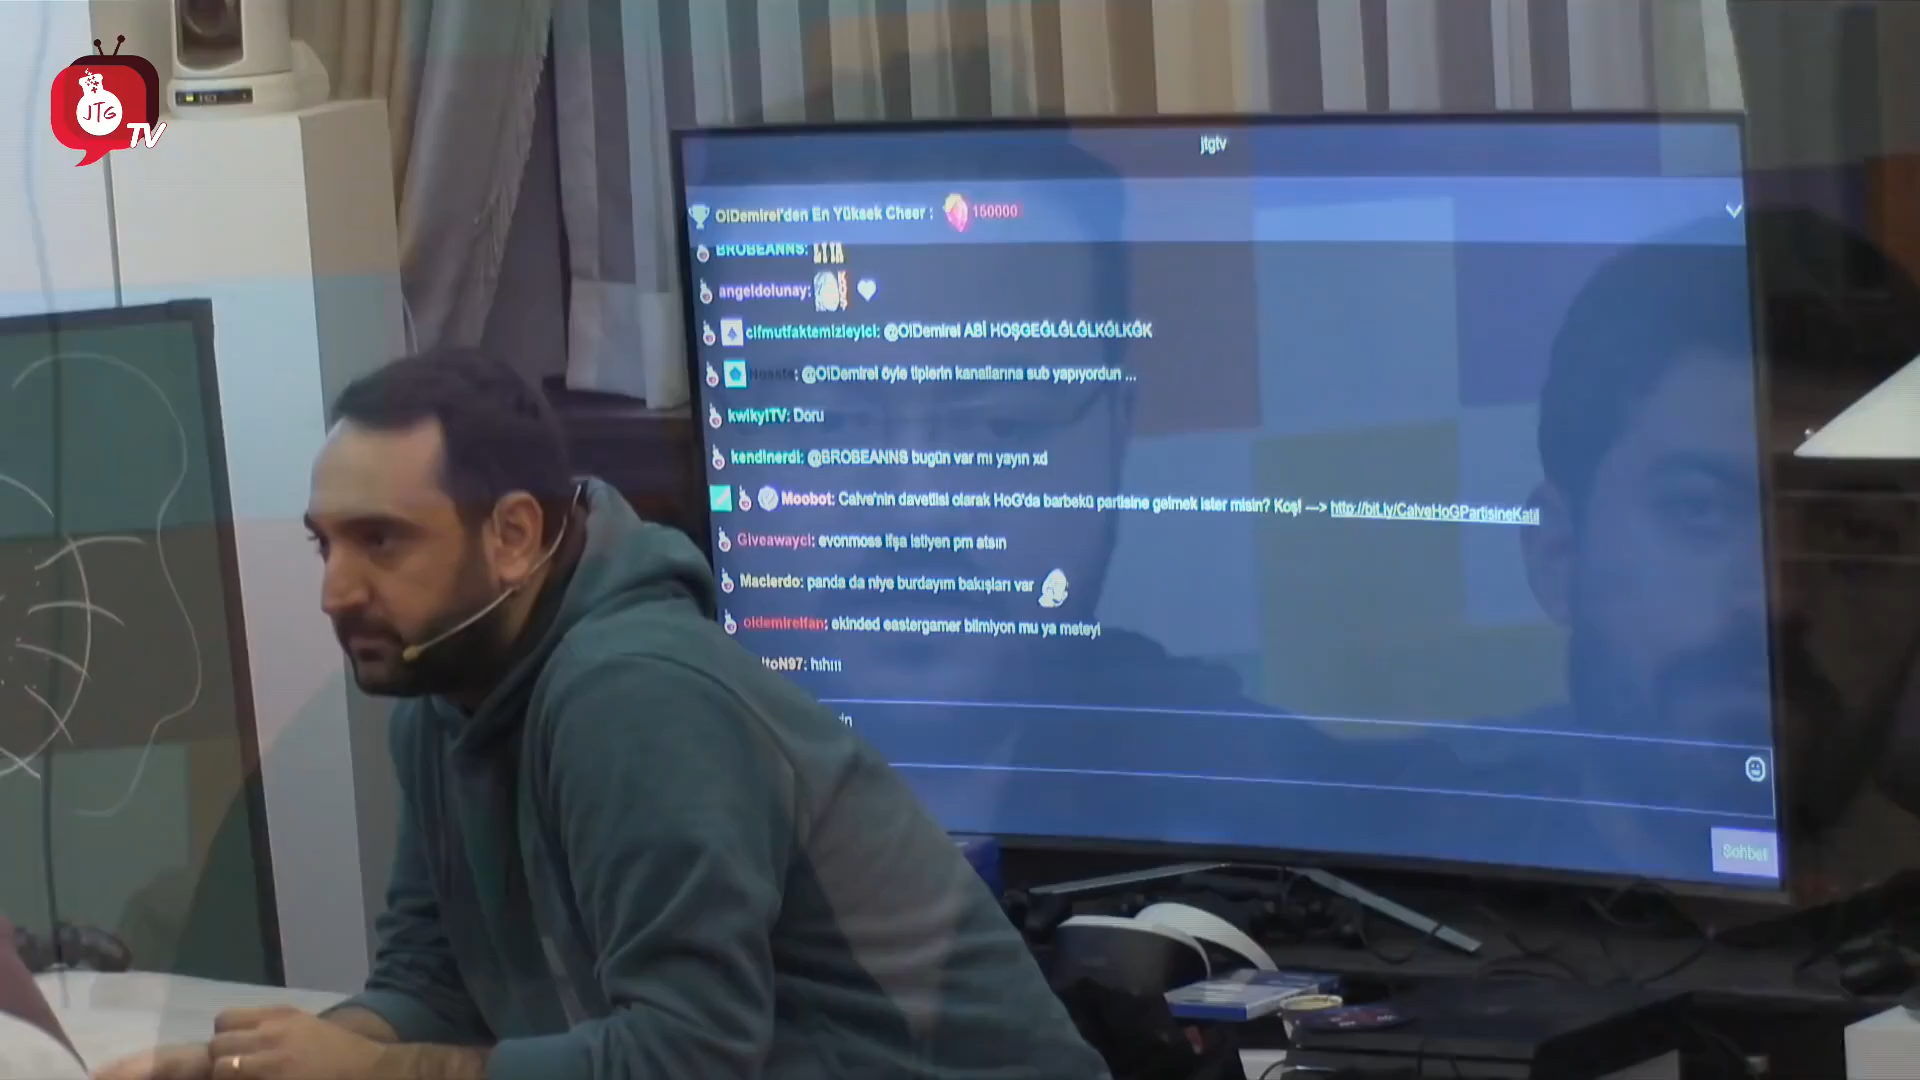 JTG
TV
jtgtv
OlDemirel'den En Yüksek Cheer : 150000
BROBEANNS:
angeldolunay:
cifmutfaktemizleyici: @OlDemirel ABİ HOŞGEĞLĞLĞLKĞLKĞK
: @OlDemirel öyle tiplerin kanallarına sub yapıyordun ...
kwikyITV: Doru
kendinerdi: @BROBEANNS bugün var mı yayın xd
Moobot: Calve'nin davetlisi olarak HoG'da barbekü partisine gelmek ister misin? Koş! ---> http://bit.ly/CalveHoGPartisineKatil
Giveawayci: evonmoss ifşa istiyen pm atsın
Maclerdo: panda da niye burdayım bakışları var
oldemirelfan: ekinded eastergamer bilmiyon mu ya meteyi
ltoN97: hıhııı
in
Sohbet